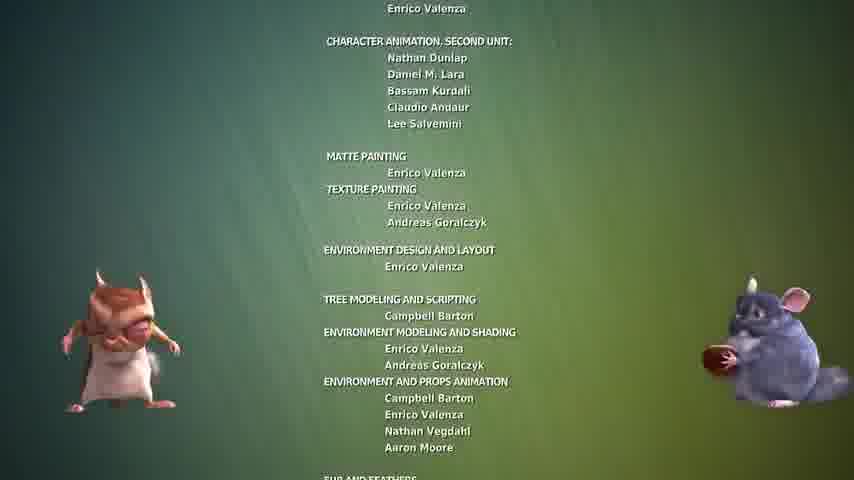 Enrico Valenza
CHARACTER ANIMATION, SECOND UNIT:
Nathan Dunlap
Daniel M. Lara
Bassam Kurdali
Claudio Andaur
Lee Salvemini
MATTE PAINTING
Enrico Valenza
TEXTURE PAINTING
Enrico Valenza
Andreas Goralczyk
ENVIRONMENT DESIGN AND LAYOUT
Enrico Valenza
TREE MODELING AND SCRIPTING
Campbell Barton
ENVIRONMENT MODELING AND SHADING
Enrico Valenza
Andreas Goralczyk
ENVIRONMENT AND PROPS ANIMATION
Campbell Barton
Enrico Valenza
Nathan Vegdahl
Aaron Moore
FUR AND FEATHERS